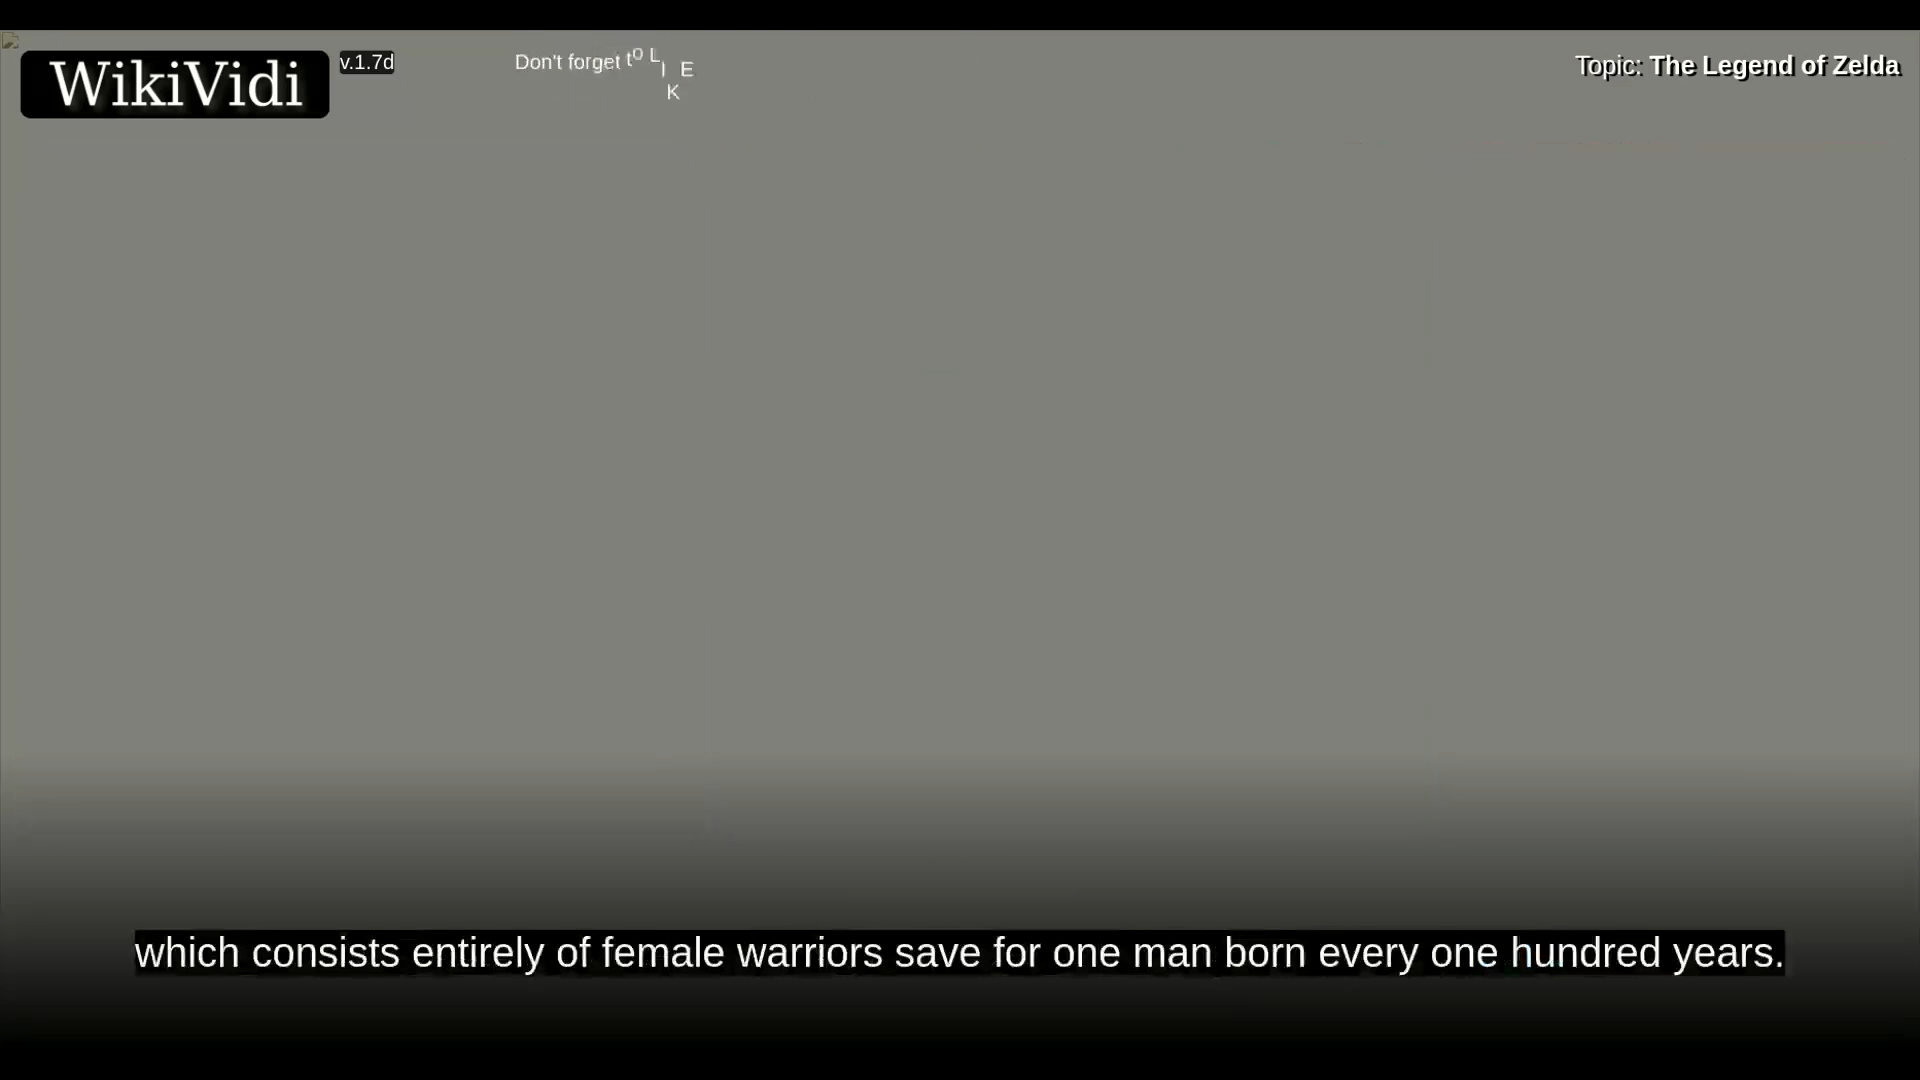 WikiVidi
v.1.7d
Don't forget to LIKE
Topic: The Legend of Zelda
which consists entirely of female warriors save for one man born every one hundred years.